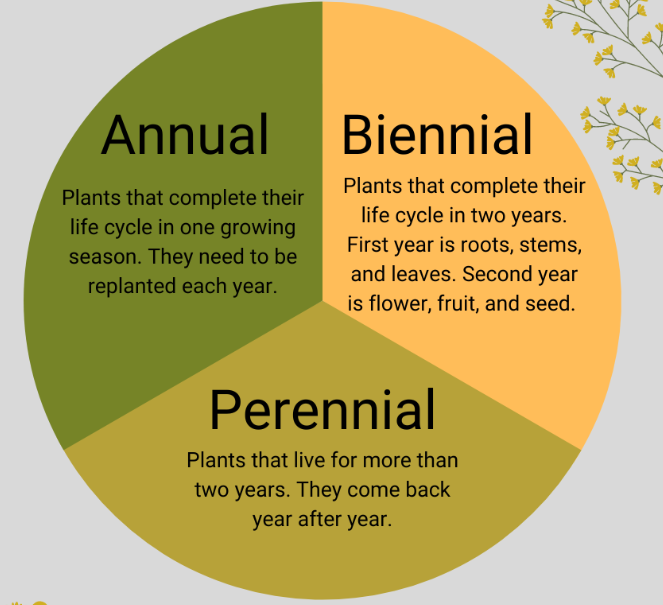 Annual
Plants that complete their
life cycle in one growing
season. They need to be
replanted each year.
Biennial
Plants that complete their
life cycle in two years.
First year is roots, stems,
and leaves. Second year
is flower, fruit, and seed.
Perennial
Plants that live for more than
two years. They come back
year after year.